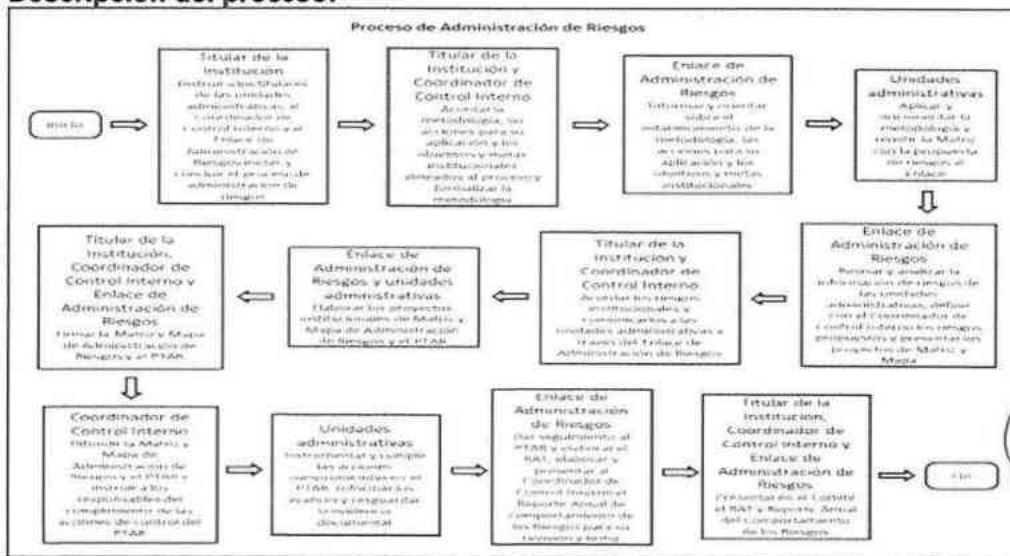 Descripción del proceso:
Proceso de Administración de Riesgos
Inicio
Titular de la
Institución
Instruir a los titulares
de las unidades
administrativas, al
Coordinador de
Control Interno y al
Enlace de
Administración de
Riesgos iniciar y
concluir el proceso de
administración de
riesgos
Titular de la
Institución y
Coordinador de
Control Interno
Acordar la
metodología, las
acciones para su
aplicación y los
objetivos y metas
institucionales
alineados al proceso y
formalizar la
metodología
Enlace de
Administración de
Riesgos
Informar y orientar
sobre el
establecimiento de la
metodología, las
acciones para su
aplicación y los
objetivos y metas
institucionales
Unidades
administrativas
Aplicar y
documentar la
metodología y
remitir la Matriz
con la propuesta
de riesgos al
Enlace
Enlace de
Administración de
Riesgos
Revisar y analizar la
información de riesgos de
las unidades
administrativas, definir
con el Coordinador de
Control Interno los riesgos
propuestos y presentar los
proyectos de Matriz y
Mapa
Titular de la
Institución y
Coordinador de
Control Interno
Acordar los riesgos
institucionales y
comunicarlos a las
unidades administrativas a
través del Enlace de
Administración de Riesgos
Enlace de
Administración de
Riesgos y unidades
administrativas
Elaborar los proyectos
institucionales de Matriz y
Mapa de Administración
de Riesgos y el PTAR
Titular de la
Institución,
Coordinador de
Control Interno y
Enlace de
Administración de
Riesgos
Firmar la Matriz y Mapa
de Administración de
Riesgos y el PTAR
Coordinador de
Control Interno
Difundir la Matriz y
Mapa de
Administración de
Riesgos y el PTAR e
instruir a los
responsables del
cumplimiento de las
acciones de control del
PTAR
Unidades
administrativas
Instrumentar y cumplir
las acciones
comprometidas en el
PTAR, informar los
avances y resguardar
la evidencia
documental
Enlace de
Administración
de Riesgos
Dar seguimiento al
PTAR y elaborar el
RAT, elaborar y
presentar al
Coordinador de
Control Interno el Reporte
Anual de
Comportamiento de
los Riesgos para su
revisión y firma
Titular de la
Institución,
Coordinador de
Control Interno y
Enlace de
Administración de
Riesgos
Presentar en el Comité
el RAT y Reporte Anual
del Comportamiento
de los Riesgos
Fin